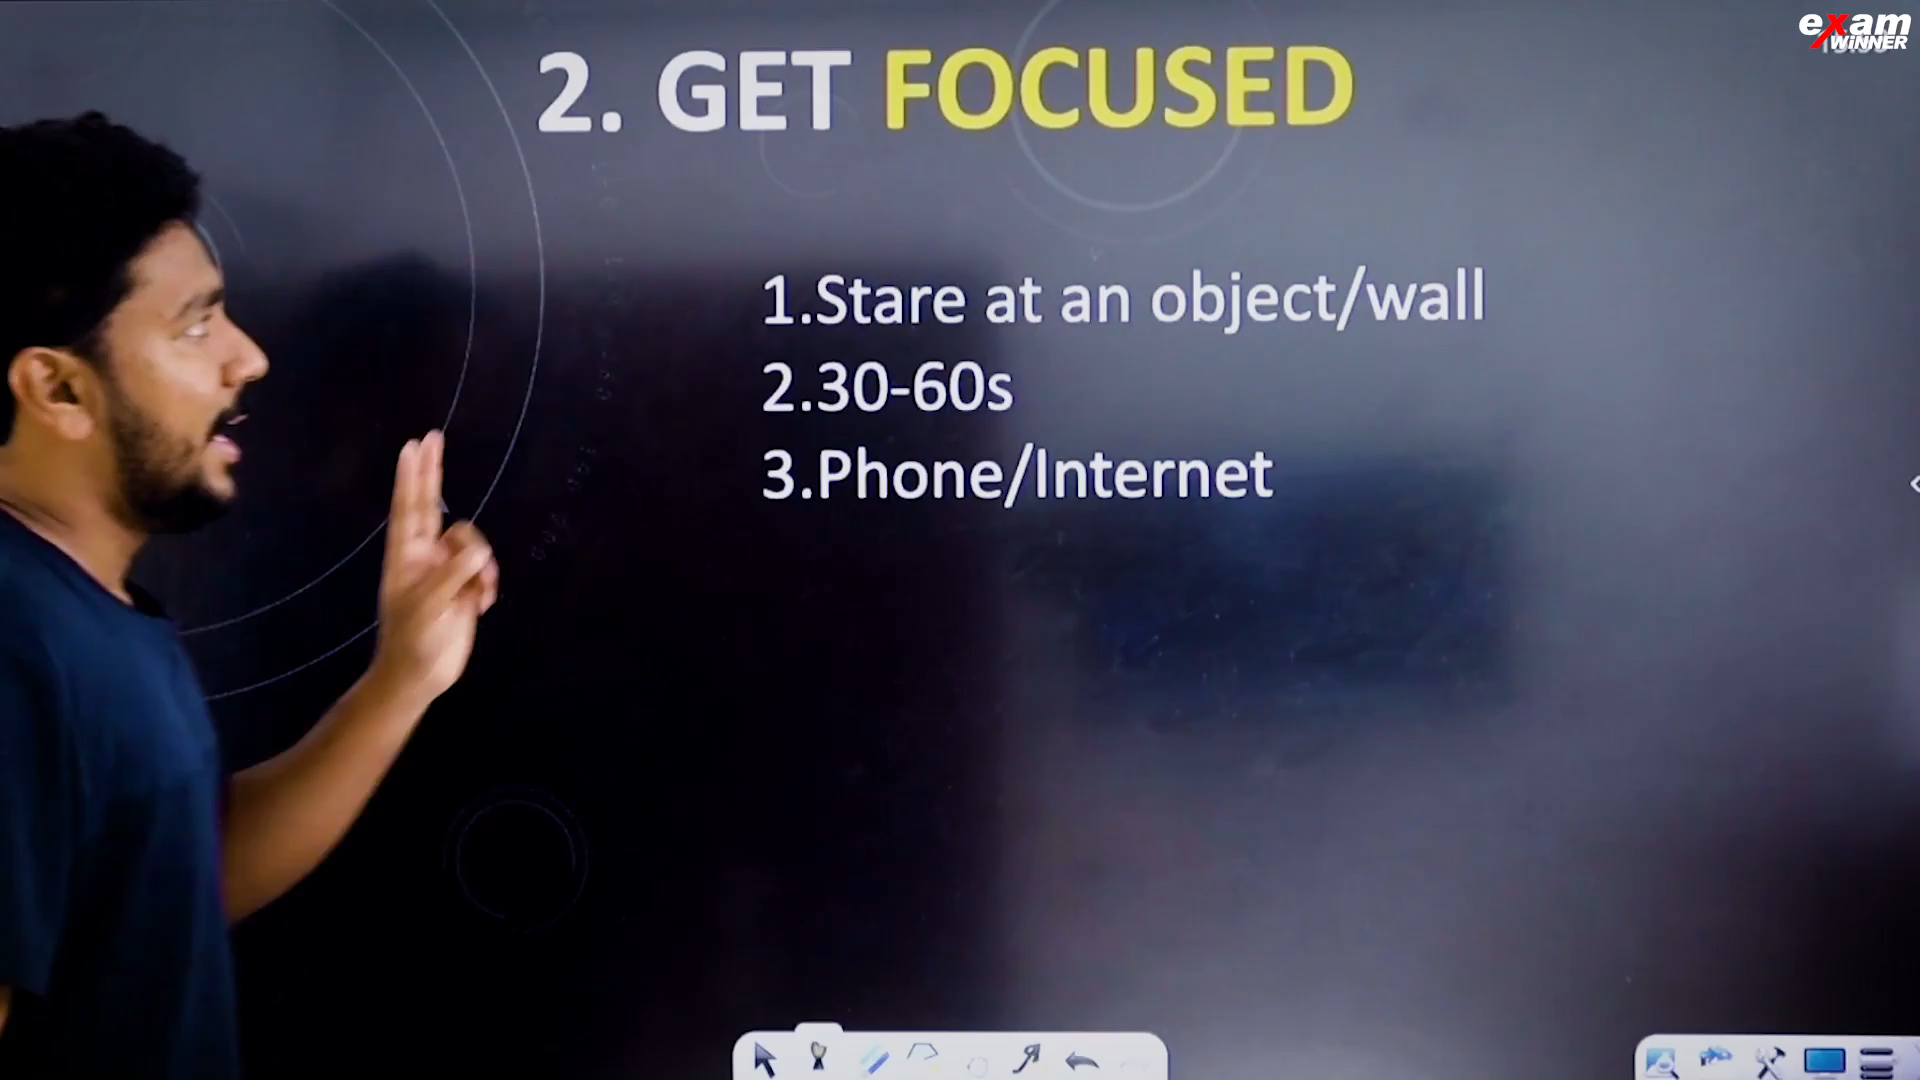 exam
WiNNER
2. GET FOCUSED
1.Stare at an object/wall
2.30-60s
3.Phone/Internet